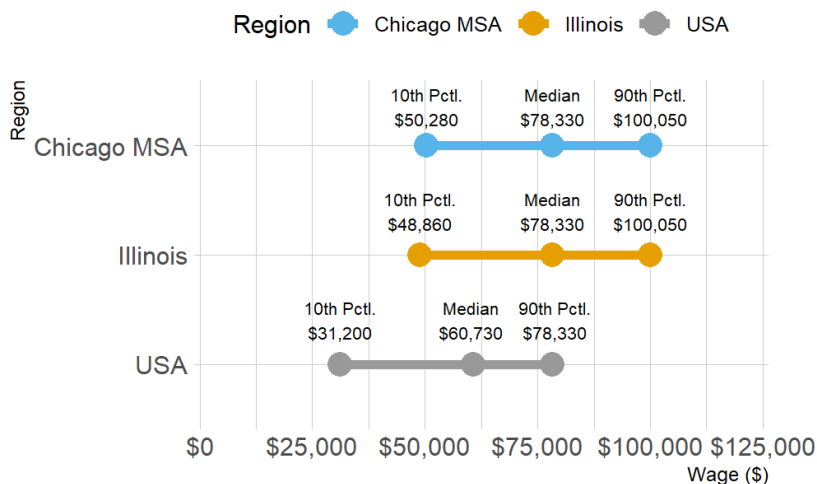 Region Chicago MSA Illinois USA
Region
10th Pctl. Median 90th Pctl.
$50,280 $78,330 $100,050
Chicago MSA
10th Pctl. Median 90th Pctl.
$48,860 $78,330 $100,050
Illinois
10th Pctl. Median 90th Pctl.
$31,200 $60,730 $78,330
USA
$0 $25,000 $50,000 $75,000 $100,000 $125,000
Wage ($)